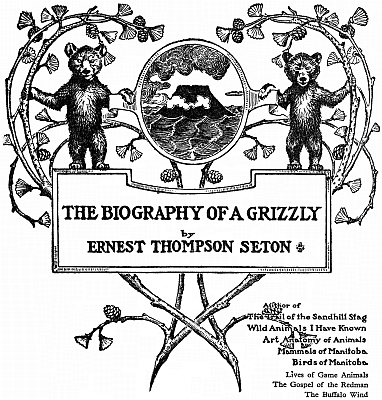 THE BIOGRAPHY OF A GRIZZLY
by
ERNEST THOMPSON SETON
Author of
The Trail of the Sandhill Stag
Wild Animals I Have Known
Art Anatomy of Animals
Mammals of Manitoba
Birds of Manitoba
Lives of Game Animals
The Gospel of the Redman
The Buffalo Wind